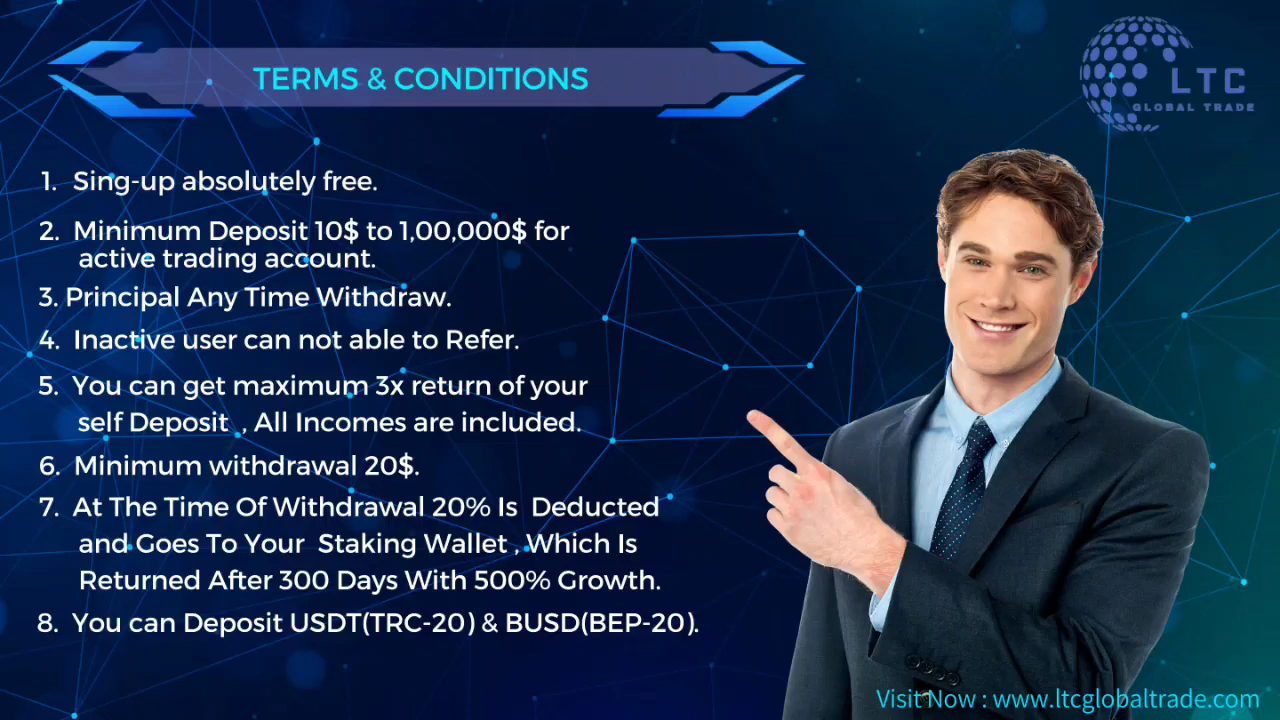 TERMS & CONDITIONS
LTC
GLOBAL TRADE
1. Sing-up absolutely free.
2. Minimum Deposit 10$ to 1,00,000$ for
active trading account.
3. Principal Any Time Withdraw.
4. Inactive user can not able to Refer.
5. You can get maximum 3x return of your
self Deposit , All Incomes are included.
6. Minimum withdrawal 20$.
7. At The Time Of Withdrawal 20% Is Deducted
and Goes To Your Staking Wallet , Which Is
Returned After 300 Days With 500% Growth.
8. You can Deposit USDT(TRC-20) & BUSD(BEP-20).
Visit Now : www.ltcglobaltrade.com